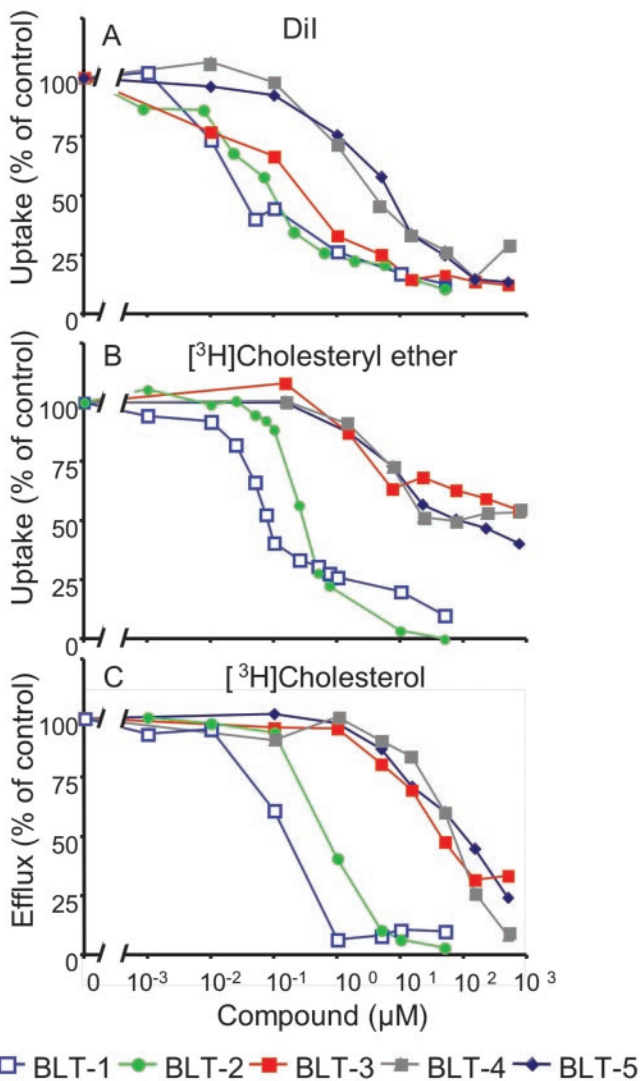 A
DiI
Uptake (% of control)
100
75
50
25
0
B
[³H]Cholesteryl ether
Uptake (% of control)
100
75
50
25
0
C
[³H]Cholesterol
Efflux (% of control)
100
75
50
25
0
0 10⁻³ 10⁻² 10⁻¹ 10⁰ 10¹ 10² 10³
Compound (µM)
BLT-1 BLT-2 BLT-3 BLT-4 BLT-5